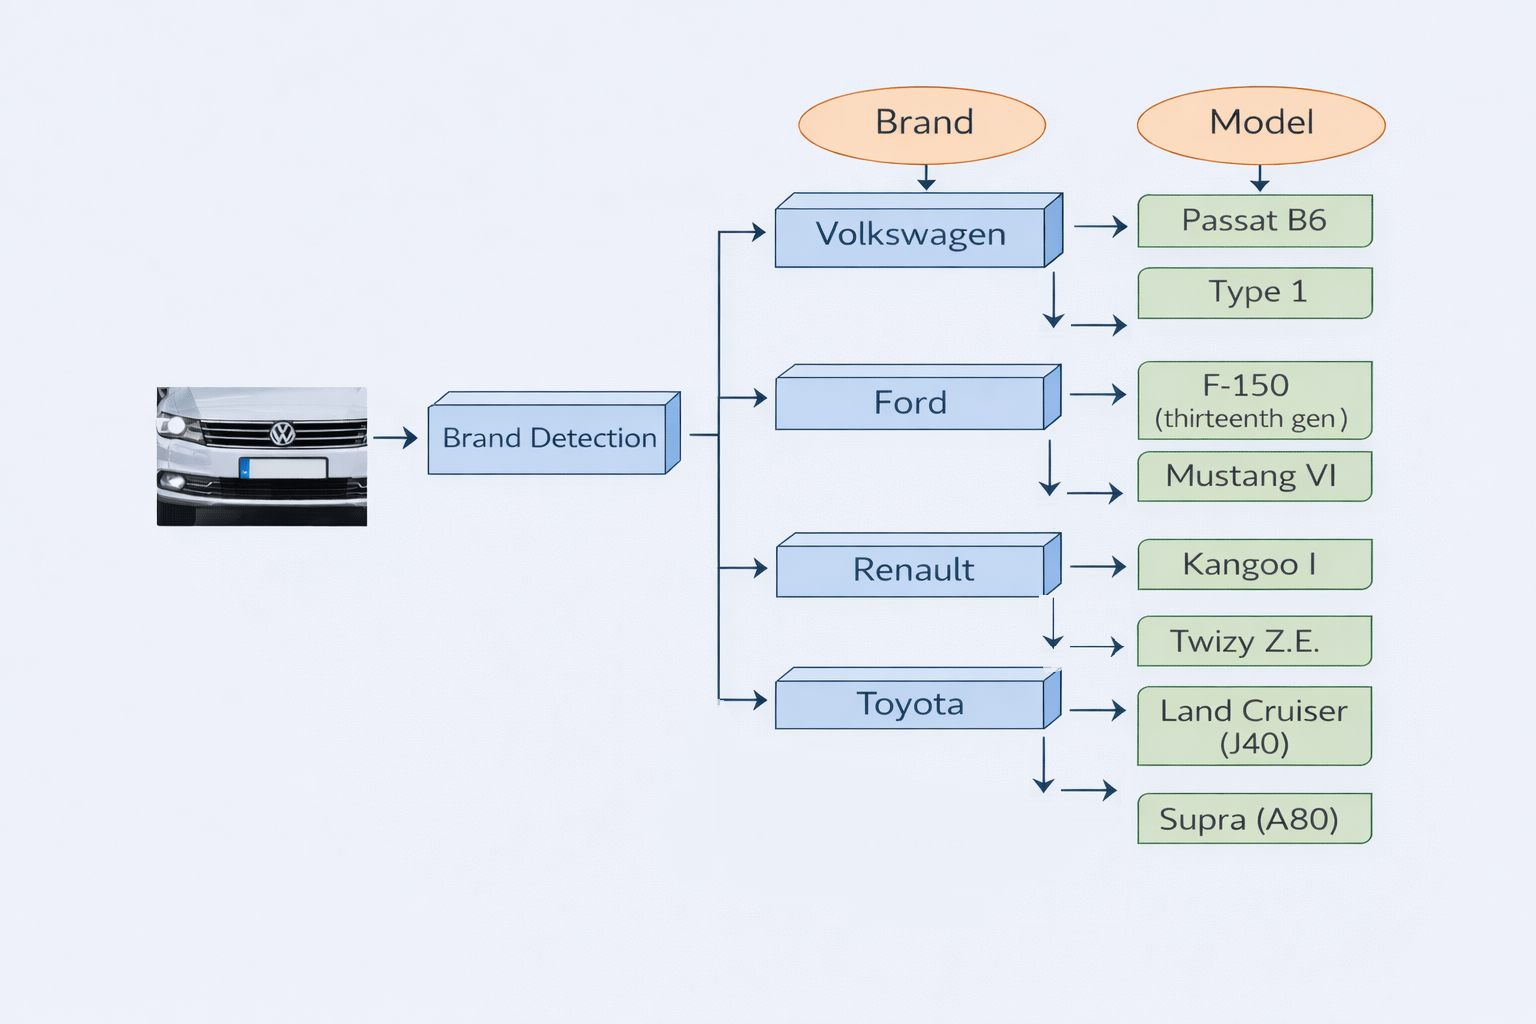 Brand
Model
Volkswagen
Passat B6
Type 1
Brand Detection
Ford
F-150
(thirteenth gen)
Mustang VI
Renault
Kangoo I
Twizy Z.E.
Toyota
Land Cruiser
(J40)
Supra (A80)